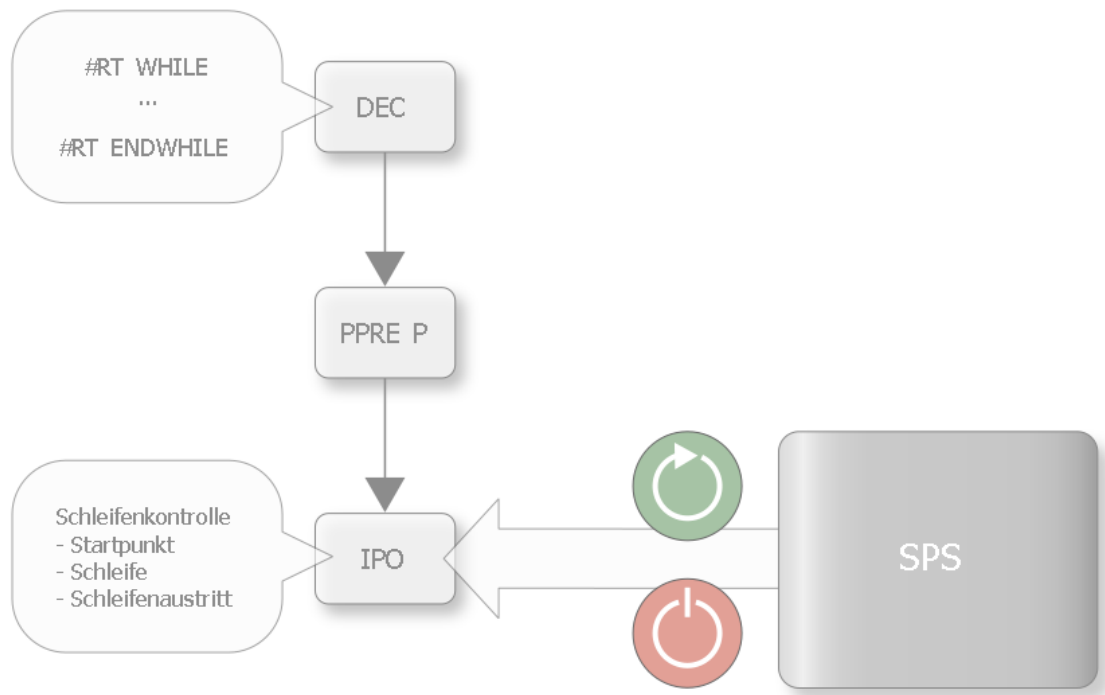 #RT WHILE
...
#RT ENDWHILE
DEC
PPRE P
Schleifenkontrolle
- Startpunkt
- Schleife
- Schleifenaustritt
IPO
SPS